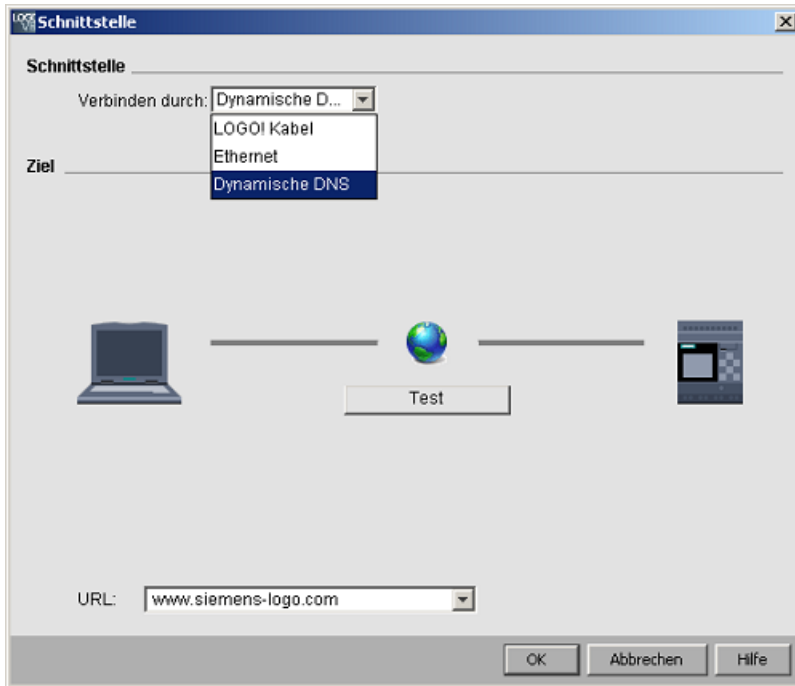 Schnittstelle
Schnittstelle
Verbinden durch: Dynamische D...
LOGO! Kabel
Ethernet
Ziel
Dynamische DNS
Test
URL: www.siemens-logo.com
OK Abbrechen Hilfe